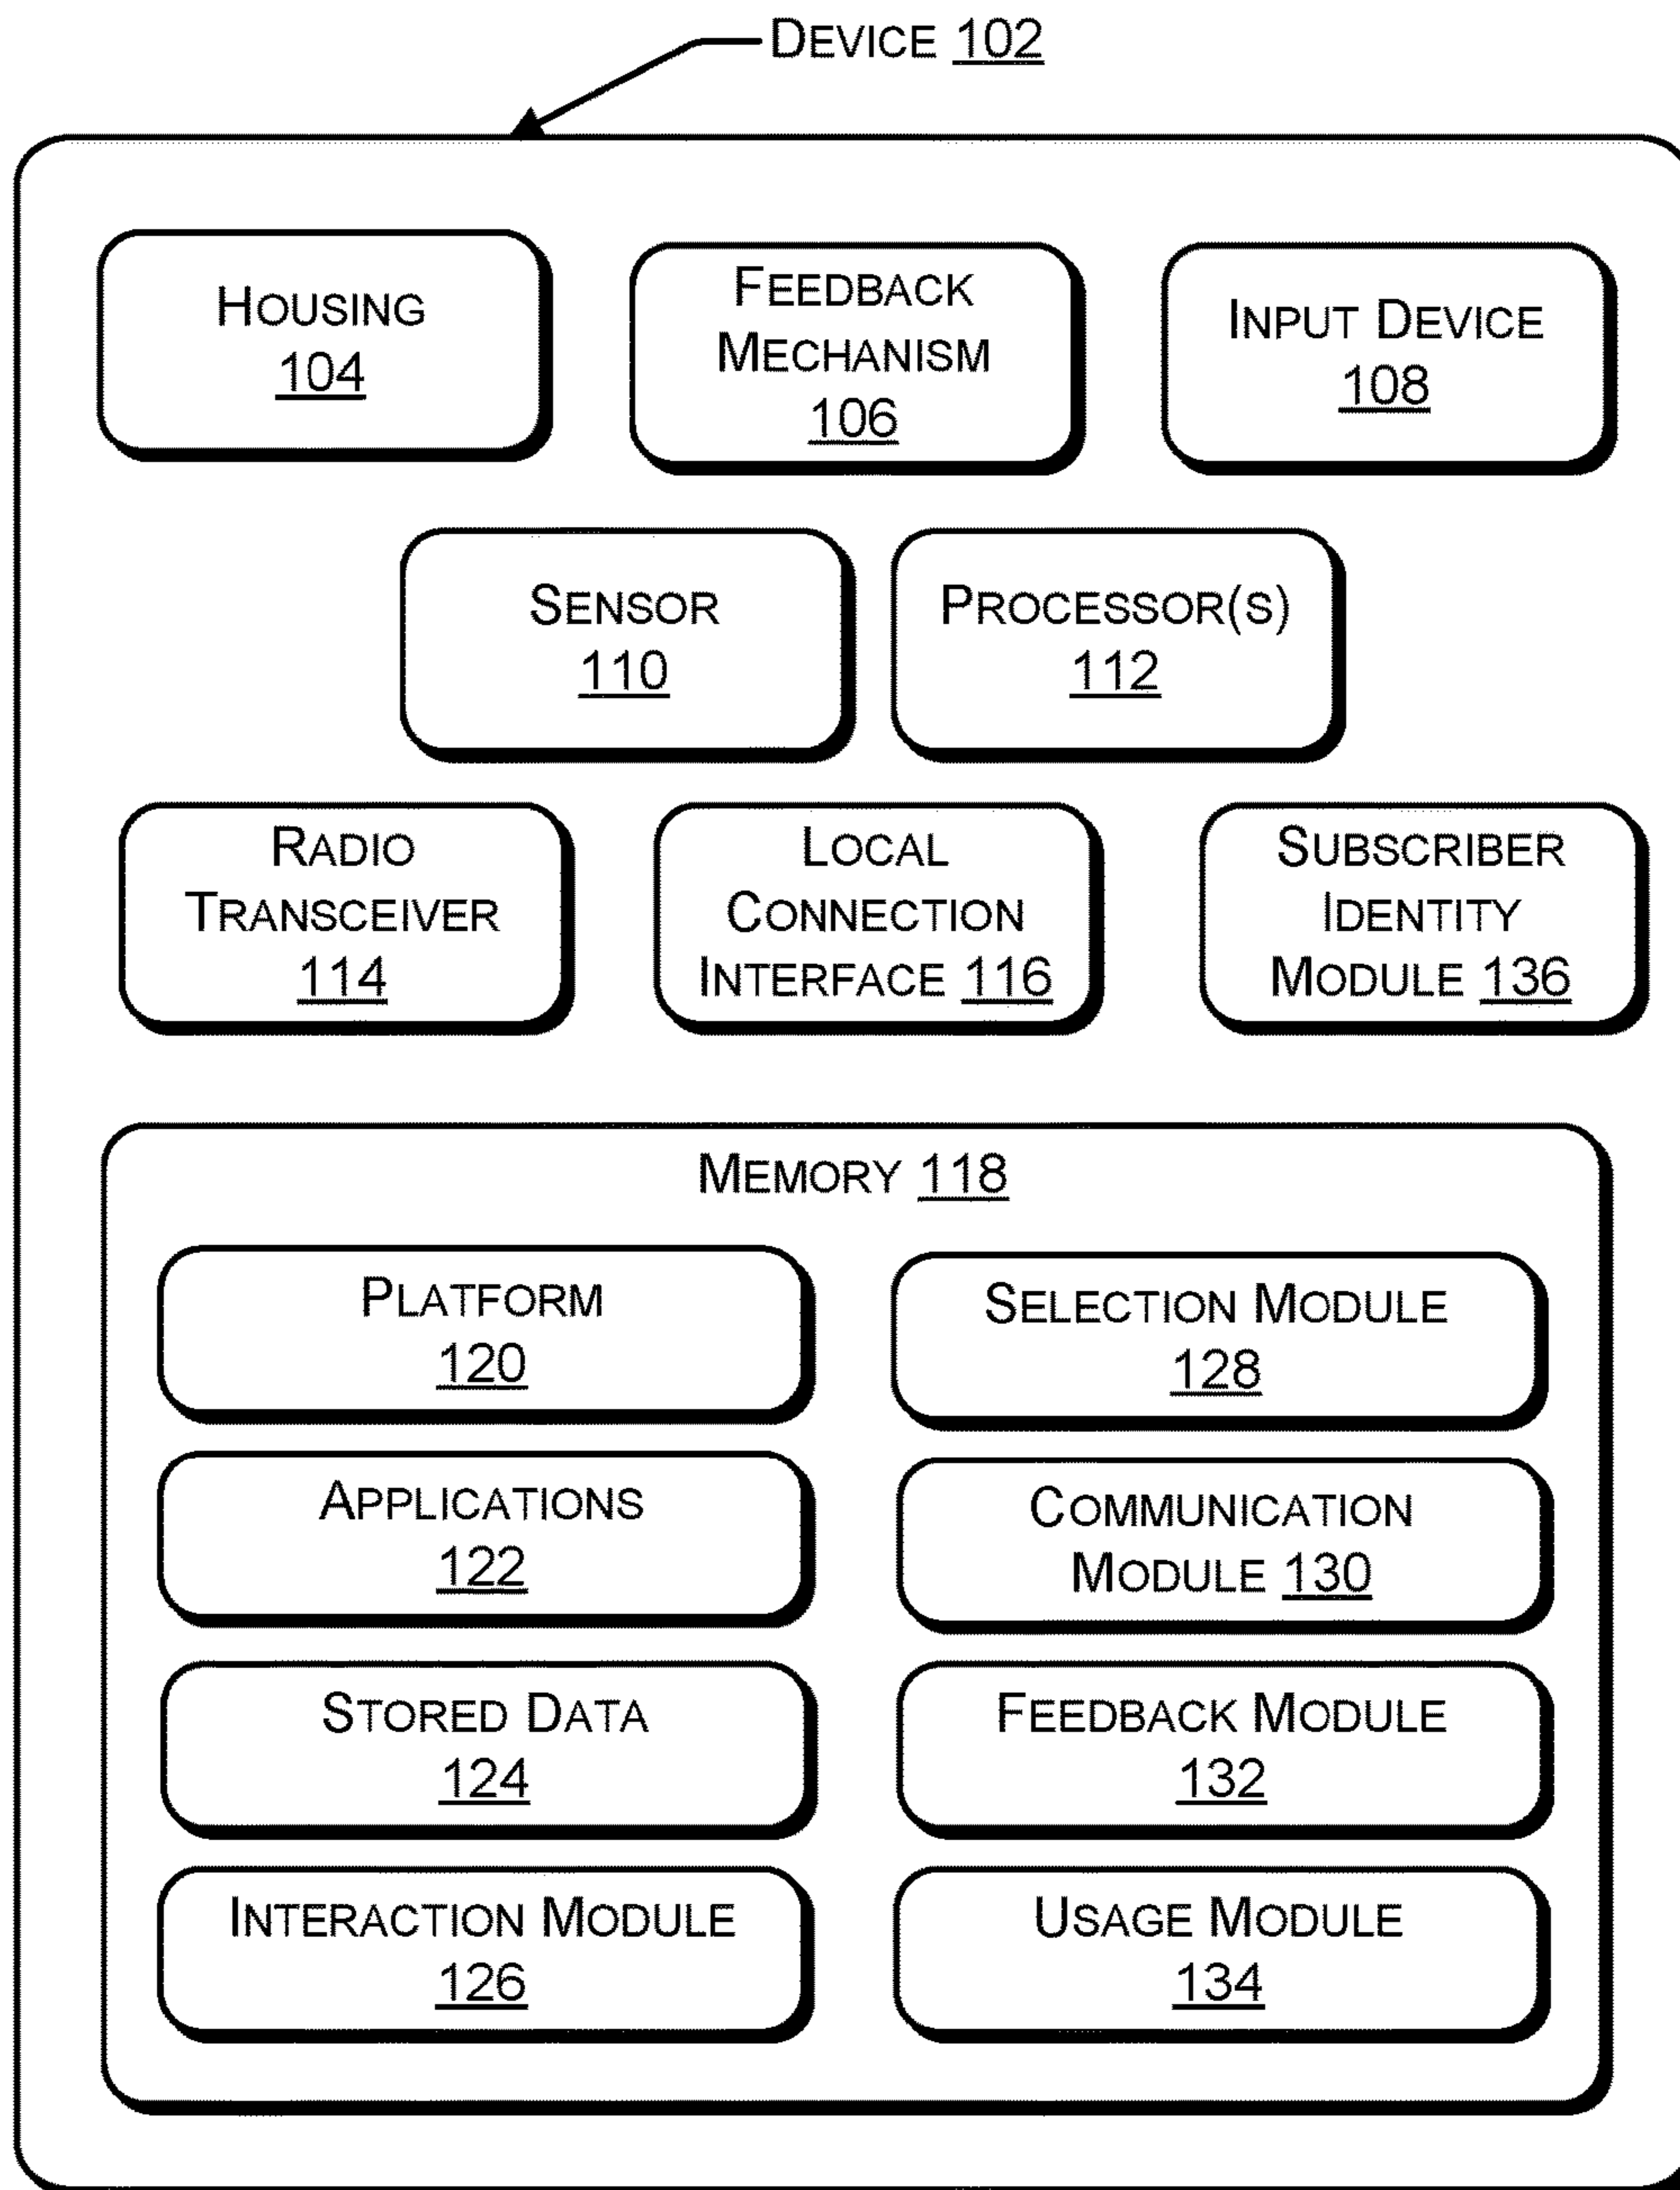 DEVICE 102
HOUSING
104
FEEDBACK
MECHANISM
106
INPUT DEVICE
108
SENSOR
110
PROCESSOR(S)
112
RADIO
TRANSCEIVER
114
LOCAL
CONNECTION
INTERFACE 116
SUBSCRIBER
IDENTITY
MODULE 136
MEMORY 118
PLATFORM
120
SELECTION MODULE
128
APPLICATIONS
122
COMMUNICATION
MODULE 130
STORED DATA
124
FEEDBACK MODULE
132
INTERACTION MODULE
126
USAGE MODULE
134